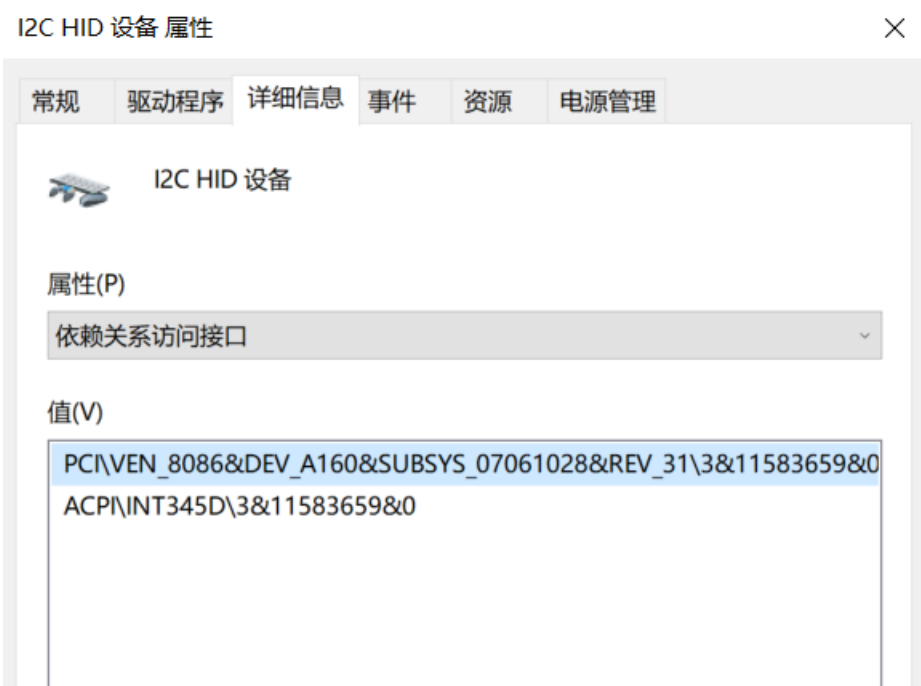 I2C HID 设备 属性
常规 驱动程序 详细信息 事件 资源 电源管理
I2C HID 设备
属性(P)
依赖关系访问接口
值(V)
PCI\VEN_8086&DEV_A160&SUBSYS_07061028&REV_31\3&11583659&0
ACPI\INT345D\3&11583659&0